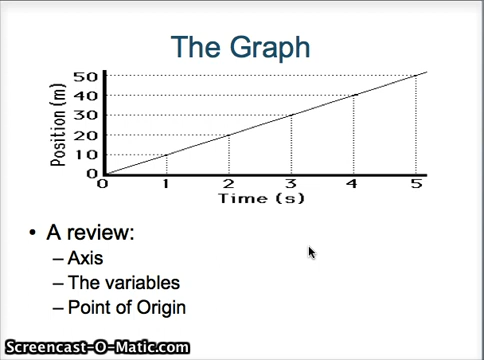 The Graph
Position (m)
50
40
30
20
10
0
0 1 2 3 4 5
Time (s)
• A review:
– Axis
– The variables
– Point of Origin
Screencast-O-Matic.com